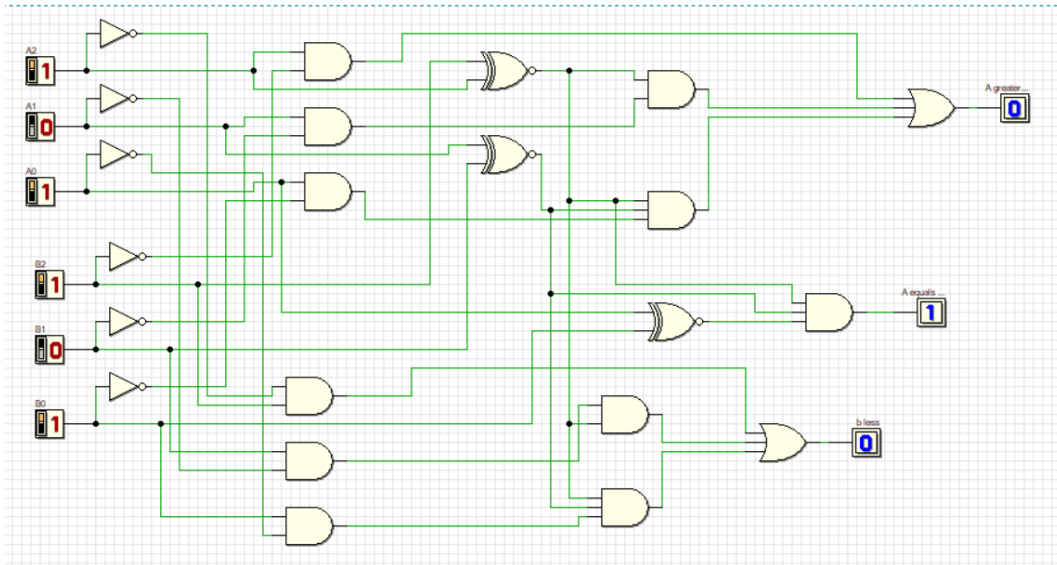 A2
1
A greater...
0
A1
0
A0
1
B2
1
A equals ...
1
B1
0
B0
1
b less
0